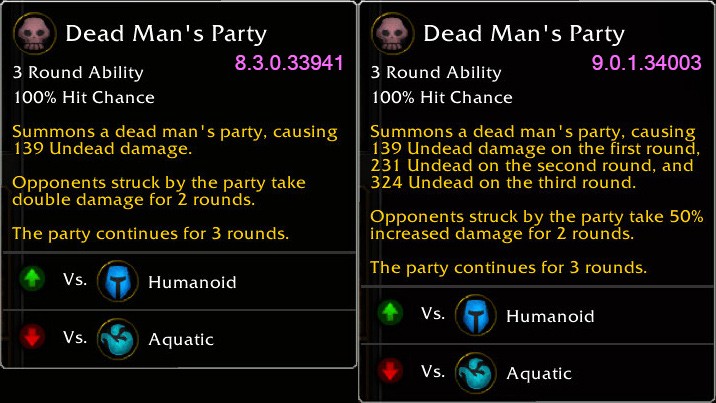 Dead Man's Party
8.3.0.33941
3 Round Ability
100% Hit Chance
Summons a dead man's party, causing
139 Undead damage.
Opponents struck by the party take
double damage for 2 rounds.
The party continues for 3 rounds.
Vs. Humanoid
Vs. Aquatic
Dead Man's Party
9.0.1.34003
3 Round Ability
100% Hit Chance
Summons a dead man's party, causing
139 Undead damage on the first round,
231 Undead on the second round, and
324 Undead on the third round.
Opponents struck by the party take 50%
increased damage for 2 rounds.
The party continues for 3 rounds.
Vs. Humanoid
Vs. Aquatic